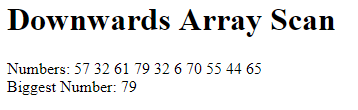 Downwards Array Scan
Numbers: 57 32 61 79 32 6 70 55 44 65
Biggest Number: 79